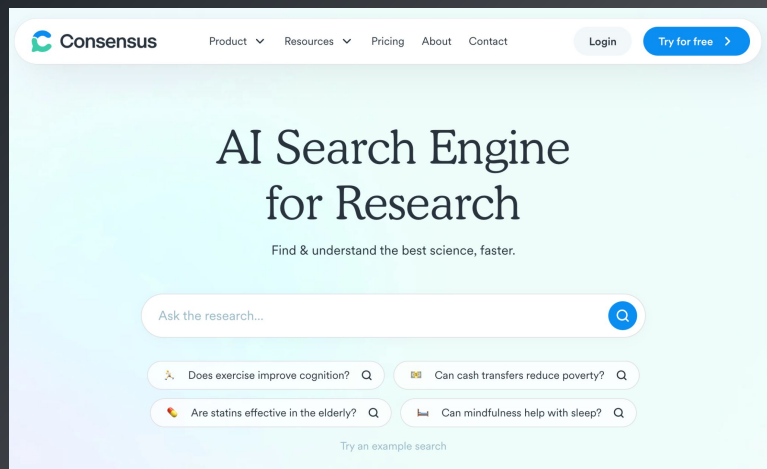 Consensus Product Resources Pricing About Contact Login Try for free
AI Search Engine
for Research
Find & understand the best science, faster.
Ask the research...
Does exercise improve cognition? Can cash transfers reduce poverty?
Are statins effective in the elderly? Can mindfulness help with sleep?
Try an example search